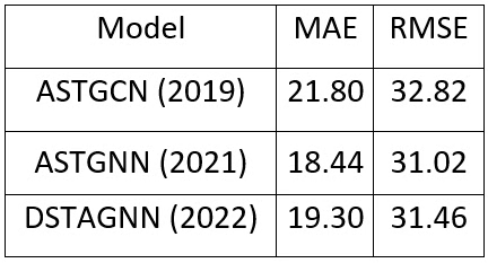 Model MAE RMSE
ASTGCN (2019) 21.80 32.82
ASTGNN (2021) 18.44 31.02
DSTAGNN (2022) 19.30 31.46